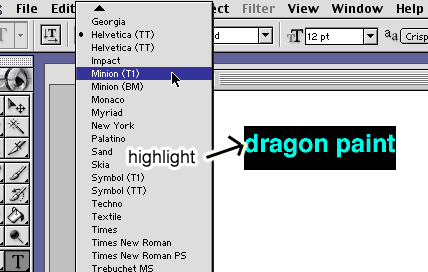 File Edit
Select Filter View Window Help
Georgia
Helvetica (TT)
Helvetica (TT)
Impact
Minion (T1)
Minion (BM)
Monaco
Myriad
New York
Palatino
Sand
Skia
Symbol (T1)
Symbol (TT)
Techno
Textile
Times
Times New Roman
Times New Roman PS
Trebuchet MS
T
T
12 pt
aa
Crisp
highlight
dragon paint
T